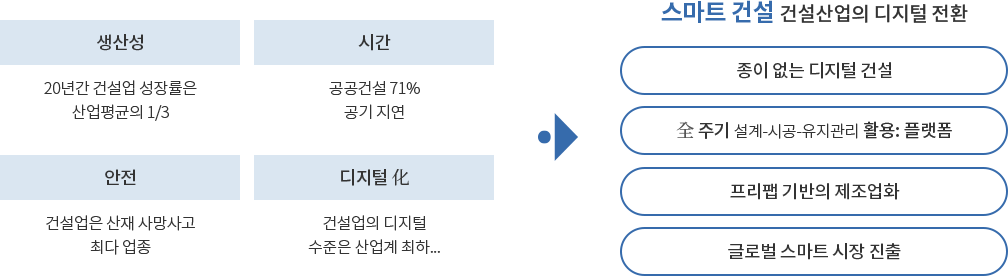 생산성
20년간 건설업 성장률은
산업평균의 1/3
시간
공공건설 71%
공기 지연
안전
건설업은 산재 사망사고
최다 업종
디지털 化
건설업의 디지털
수준은 산업계 최하...
스마트 건설 건설산업의 디지털 전환
종이 없는 디지털 건설
全 주기 설계-시공-유지관리 활용: 플랫폼
프리팹 기반의 제조업화
글로벌 스마트 시장 진출